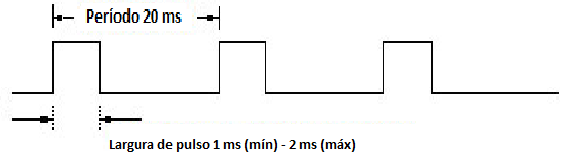 Período 20 ms
Largura de pulso 1 ms (mín) - 2 ms (máx)